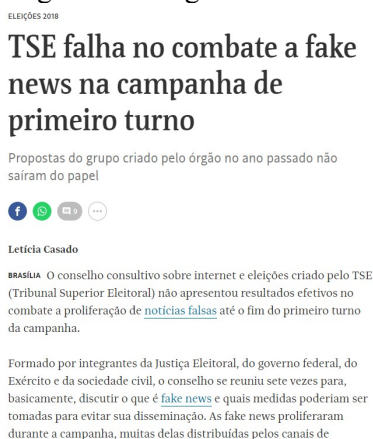 ELEIÇÕES 2018
TSE falha no combate a fake
news na campanha de
primeiro turno
Propostas do grupo criado pelo órgão no ano passado não
saíram do papel
9
Letícia Casado
BRASÍLIA O conselho consultivo sobre internet e eleições criado pelo TSE
(Tribunal Superior Eleitoral) não apresentou resultados efetivos no
combate a proliferação de notícias falsas até o fim do primeiro turno
da campanha.
Formado por integrantes da Justiça Eleitoral, do governo federal, do
Exército e da sociedade civil, o conselho se reuniu sete vezes para,
basicamente, discutir o que é fake news e quais medidas poderiam ser
tomadas para evitar sua disseminação. As fake news proliferaram
durante a campanha, muitas delas distribuídas pelos canais de